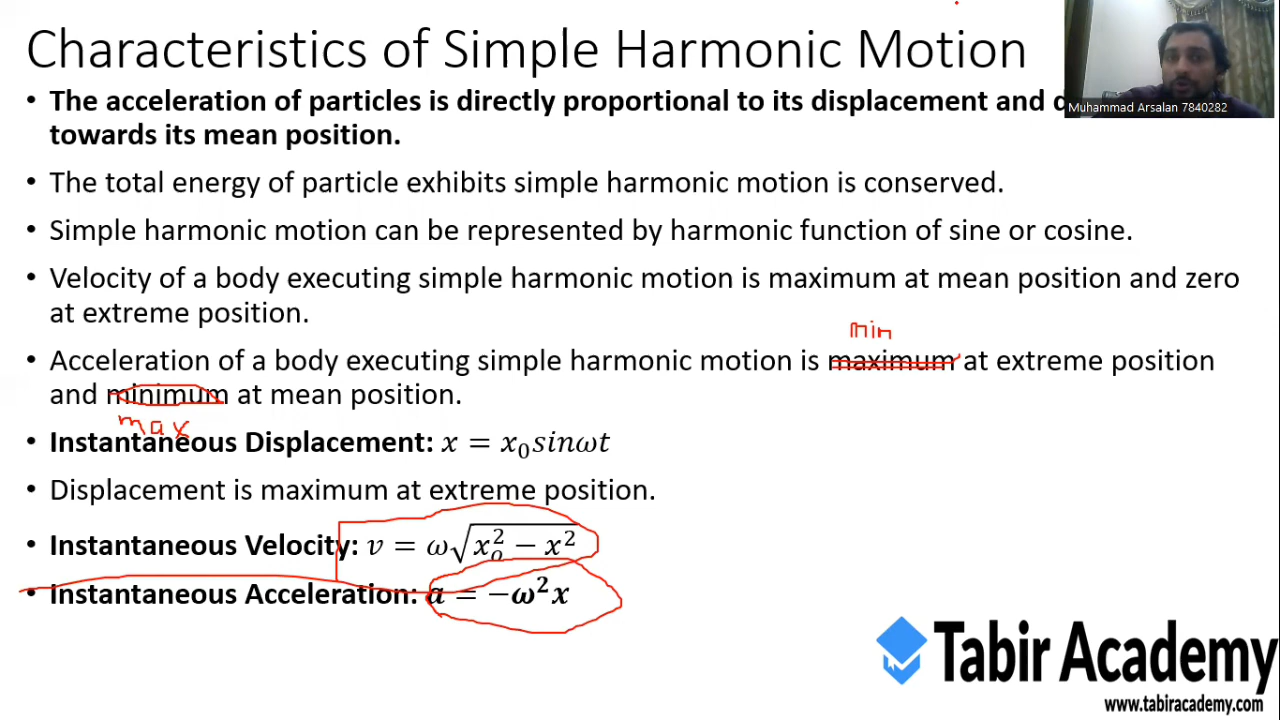 Characteristics of Simple Harmonic Motion
• The acceleration of particles is directly proportional to its displacement and
Muhammad Arsalan 7840282
towards its mean position.
• The total energy of particle exhibits simple harmonic motion is conserved.
• Simple harmonic motion can be represented by harmonic function of sine or cosine.
• Velocity of a body executing simple harmonic motion is maximum at mean position and zero
at extreme position.
min
• Acceleration of a body executing simple harmonic motion is maximum at extreme position
and minimum at mean position.
max
• Instantaneous Displacement: x = x₀sinωt
• Displacement is maximum at extreme position.
• Instantaneous Velocity: v = ω√(x₀² − x²)
• Instantaneous Acceleration: a = −ω²x
Tabir Academy
www.tabiracademy.com